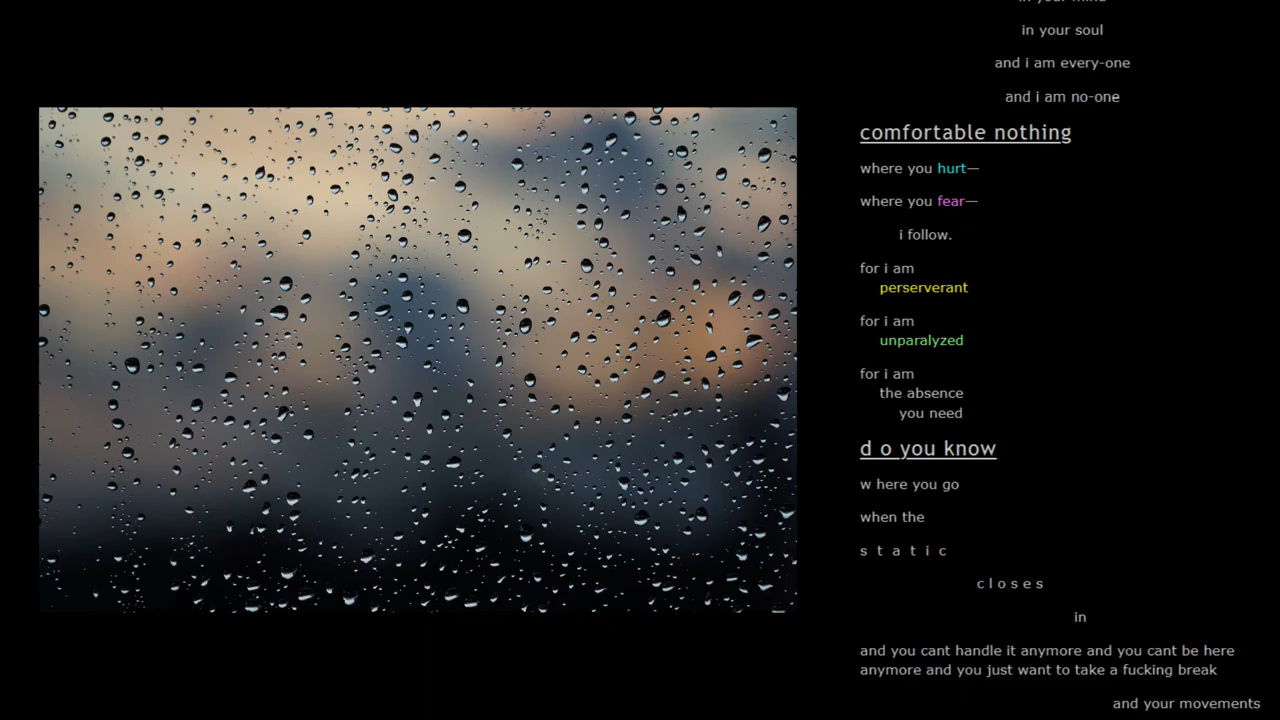 in your mind
in your soul
and i am every-one
and i am no-one
comfortable nothing
where you hurt—
where you fear—
i follow.
for i am
perserverant
for i am
unparalyzed
for i am
the absence
you need
d o you know
w here you go
when the
s t a t i c
c l o s e s
in
and you cant handle it anymore and you cant be here
anymore and you just want to take a fucking break
and your movements